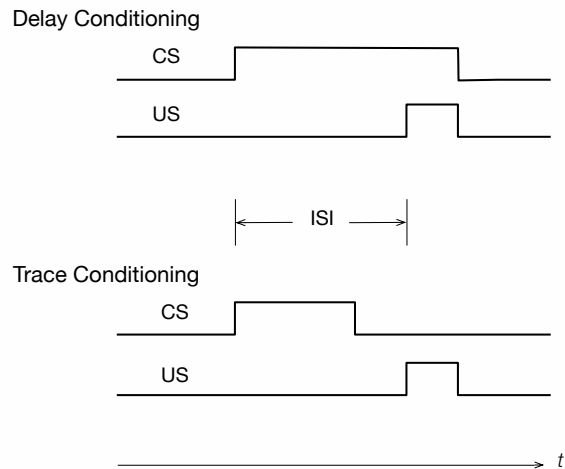 Delay Conditioning
CS
US
ISI
Trace Conditioning
CS
US
t